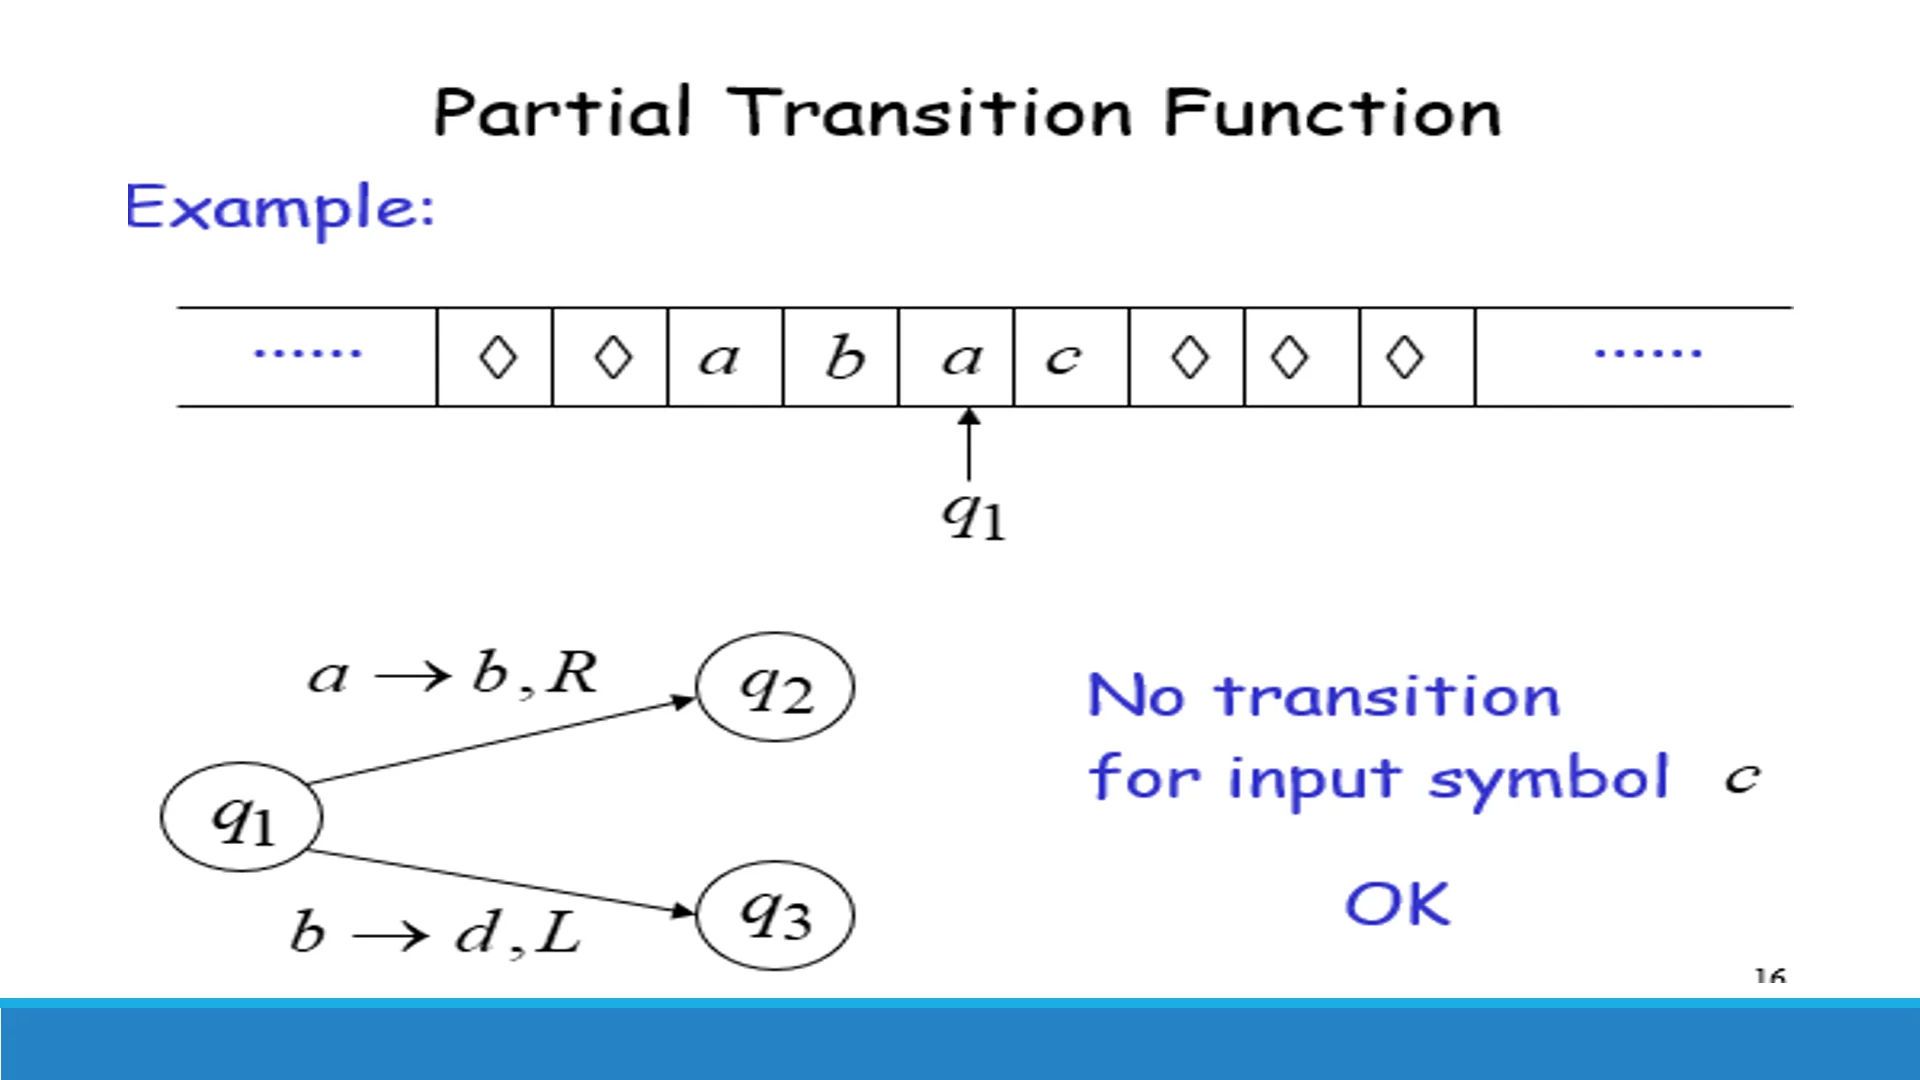 Partial Transition Function
Example:
...... ◊ ◊ a b a c ◊ ◊ ◊ ......
q1
a → b, R
q2
q1
b → d, L
q3
No transition
for input symbol c
OK
16